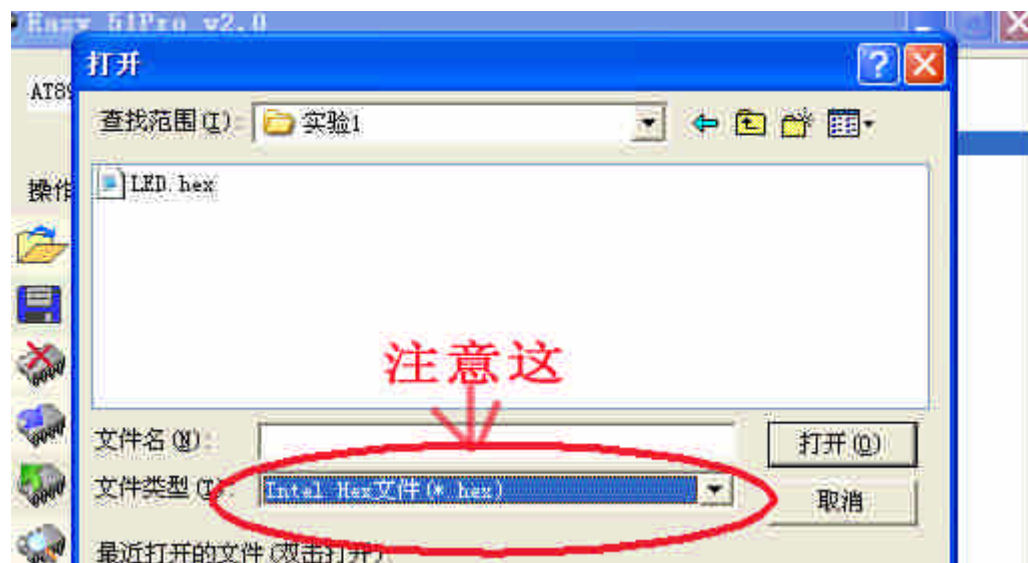 Easy 51Pro v2.0
打开
AT89
查找范围(I):
实验1
操作
LED.hex
注意这
文件名(N):
打开(O)
文件类型(T):
Intel Hex文件(*.hex)
取消
最近打开的文件(双击打开):